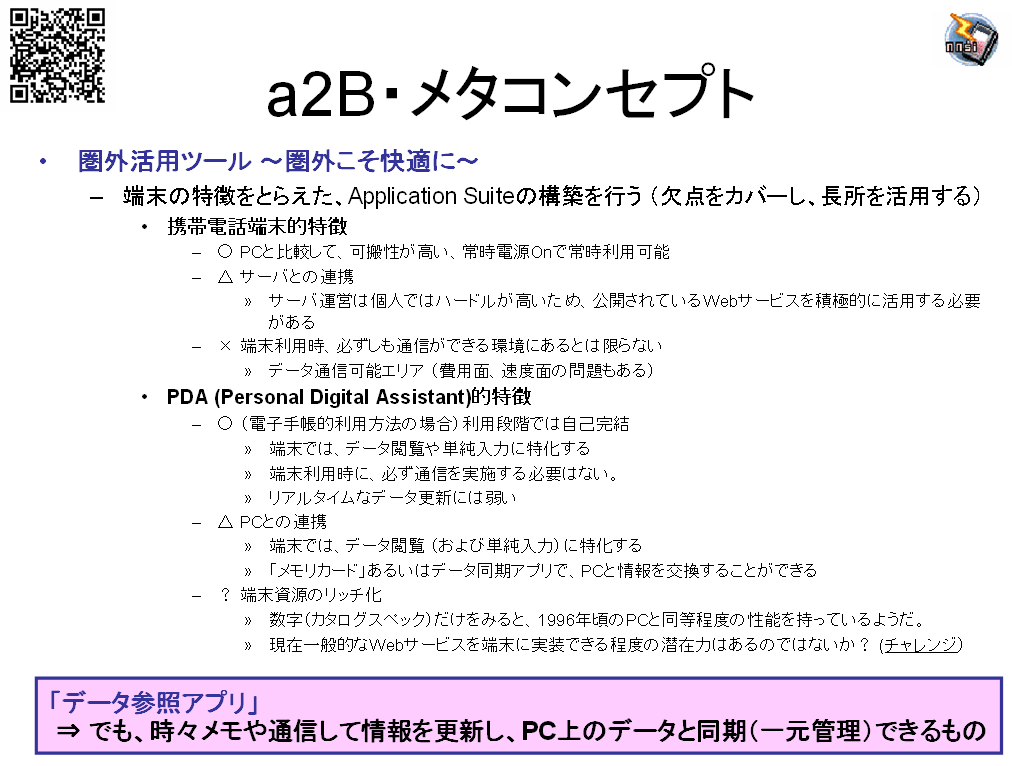 nnsi
a2B・メタコンセプト
• 圏外活用ツール ～圏外こそ快適に～
– 端末の特徴をとらえた、Application Suiteの構築を行う（欠点をカバーし、長所を活用する）
• 携帯電話端末的特徴
– ○ PCと比較して、可搬性が高い、常時電源Onで常時利用可能
– △ サーバとの連携
» サーバ運営は個人ではハードルが高いため、公開されているWebサービスを積極的に活用する必要
がある
– × 端末利用時、必ずしも通信ができる環境にあるとは限らない
» データ通信可能エリア（費用面、速度面の問題もある）
• PDA (Personal Digital Assistant)的特徴
– ○（電子手帳的利用方法の場合）利用段階では自己完結
» 端末では、データ閲覧や単純入力に特化する
» 端末利用時に、必ず通信を実施する必要はない。
» リアルタイムなデータ更新には弱い
– △ PCとの連携
» 端末では、データ閲覧（および単純入力）に特化する
» 「メモリカード」あるいはデータ同期アプリで、PCと情報を交換することができる
– ？ 端末資源のリッチ化
» 数字（カタログスペック）だけをみると、1996年頃のPCと同等程度の性能を持っているようだ。
» 現在一般的なWebサービスを端末に実装できる程度の潜在力はあるのではないか？（チャレンジ）
「データ参照アプリ」
⇒ でも、時々メモや通信して情報を更新し、PC上のデータと同期（一元管理）できるもの